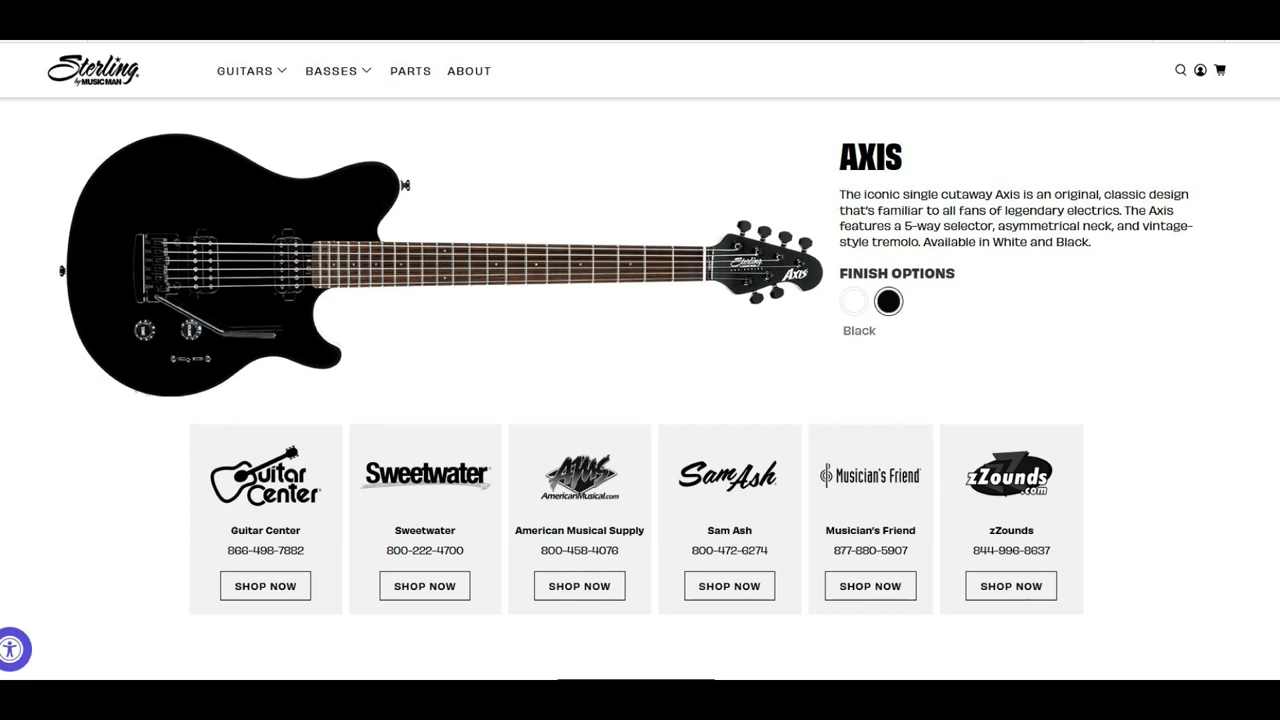 Sterling
by MUSIC MAN
GUITARS BASSES PARTS ABOUT
AXIS
The iconic single cutaway Axis is an original, classic design
that's familiar to all fans of legendary electrics. The Axis
features a 5-way selector, asymmetrical neck, and vintage-
style tremolo. Available in White and Black.
FINISH OPTIONS
Black
Sterling
AXIS
Guitar Center
Sweetwater
AMS
AmericanMusical.com
Sam Ash
Musician's Friend
zZounds
.com
Guitar Center
866-498-7882
SHOP NOW
Sweetwater
800-222-4700
SHOP NOW
American Musical Supply
800-458-4076
SHOP NOW
Sam Ash
800-472-6274
SHOP NOW
Musician's Friend
877-880-5907
SHOP NOW
zZounds
844-996-8637
SHOP NOW